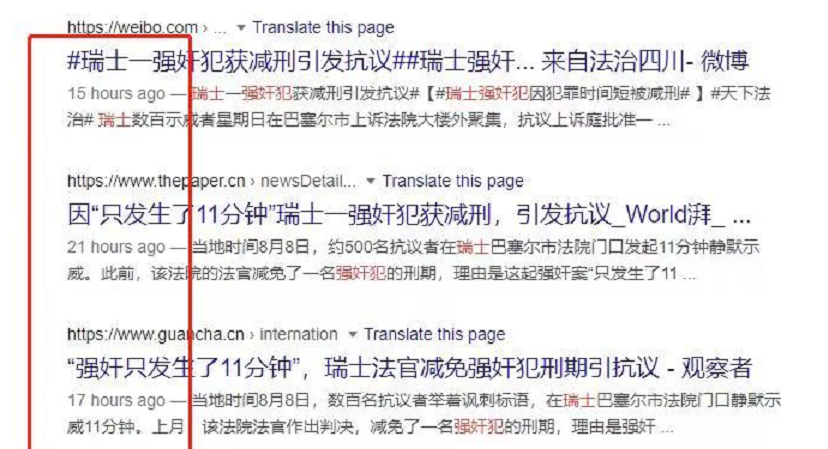 https://weibo.com › ... ▼ Translate this page
#瑞士一强奸犯获减刑引发抗议##瑞士强奸... 来自法治四川- 微博
15 hours ago — 瑞士一强奸犯获减刑引发抗议#【#瑞士强奸犯因犯罪时间短被减刑# 】#天下法
治# 瑞士数百示威者星期日在巴塞尔市上诉法院大楼外聚集，抗议上诉庭批准一 ...
https://www.thepaper.cn › newsDetail... ▼ Translate this page
因“只发生了11分钟”瑞士一强奸犯获减刑，引发抗议_World湃_ ...
21 hours ago — 当地时间8月8日，约500名抗议者在瑞士巴塞尔市法院门口发起11分钟静默示
威。此前，该法院的法官减免了一名强奸犯的刑期，理由是这起强奸案“只发生了11 ...
https://www.guancha.cn › internation ▼ Translate this page
“强奸只发生了11分钟”，瑞士法官减免强奸犯刑期引抗议 - 观察者
17 hours ago — 当地时间8月8日，数百名抗议者举着讽刺标语，在瑞士巴塞尔市法院门口静默示
威11分钟。上月，该法院法官作出判决，减免了一名强奸犯的刑期，理由是强奸 ...